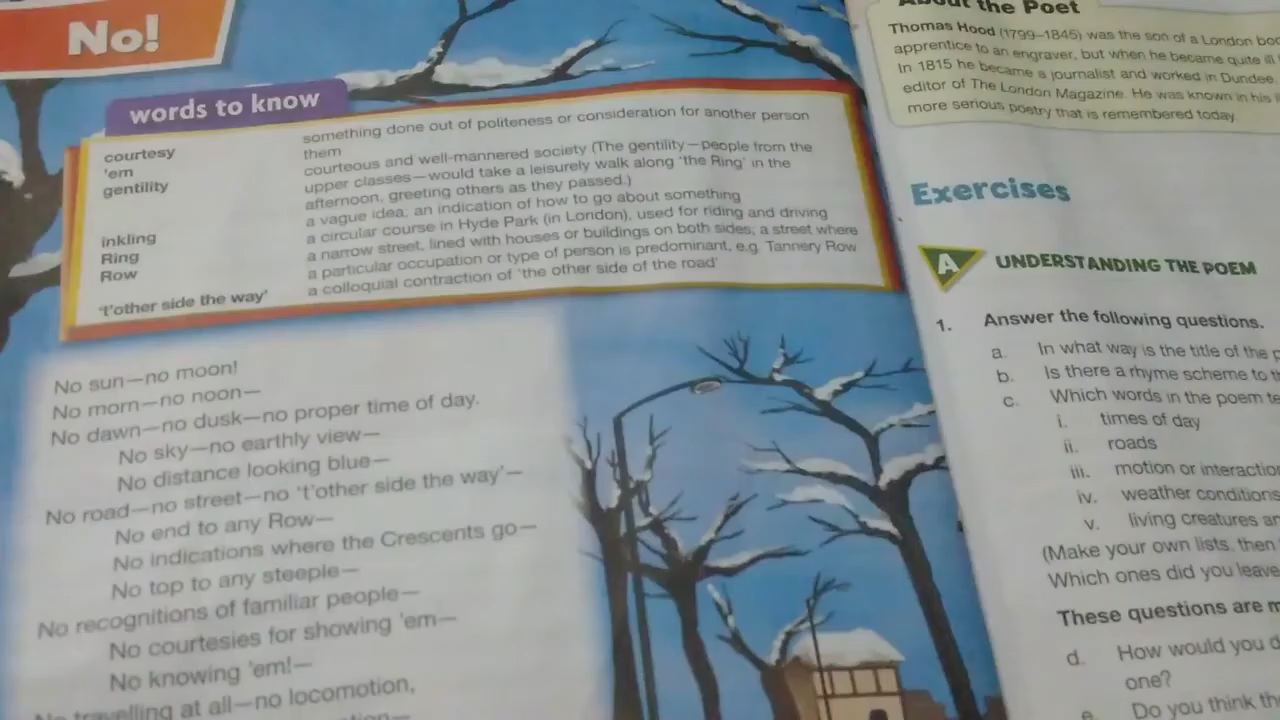 No!
words to know
courtesy something done out of politeness or consideration for another person
'em them
gentility courteous and well-mannered society (The gentility—people from the
upper classes—would take a leisurely walk along 'the Ring' in the
afternoon, greeting others as they passed.)
inkling a vague idea; an indication of how to go about something
Ring a circular course in Hyde Park (in London), used for riding and driving
Row a narrow street, lined with houses or buildings on both sides; a street where
a particular occupation or type of person is predominant, e.g. Tannery Row
't'other side the way' a colloquial contraction of 'the other side of the road'
No sun—no moon!
No morn—no noon—
No dawn—no dusk—no proper time of day.
No sky—no earthly view—
No distance looking blue—
No road—no street—no 't'other side the way'—
No end to any Row—
No indications where the Crescents go—
No top to any steeple—
No recognitions of familiar people—
No courtesies for showing 'em—
No knowing 'em!—
No travelling at all—no locomotion,
About the Poet
Thomas Hood (1799–1845) was the son of a London
apprentice to an engraver, but when he became quite ill
In 1815 he became a journalist and worked in Dundee.
editor of The London Magazine. He was known in his
more serious poetry that is remembered today.
Exercises
A UNDERSTANDING THE POEM
1. Answer the following questions.
a. In what way is the title of the
b. Is there a rhyme scheme to
c. Which words in the poem
i. times of day
ii. roads
iii. motion or
iv. weather conditions
v. living creatures
(Make your own lists, then
Which ones did you leave
These questions are
d. How would you
one?
e. Do you think